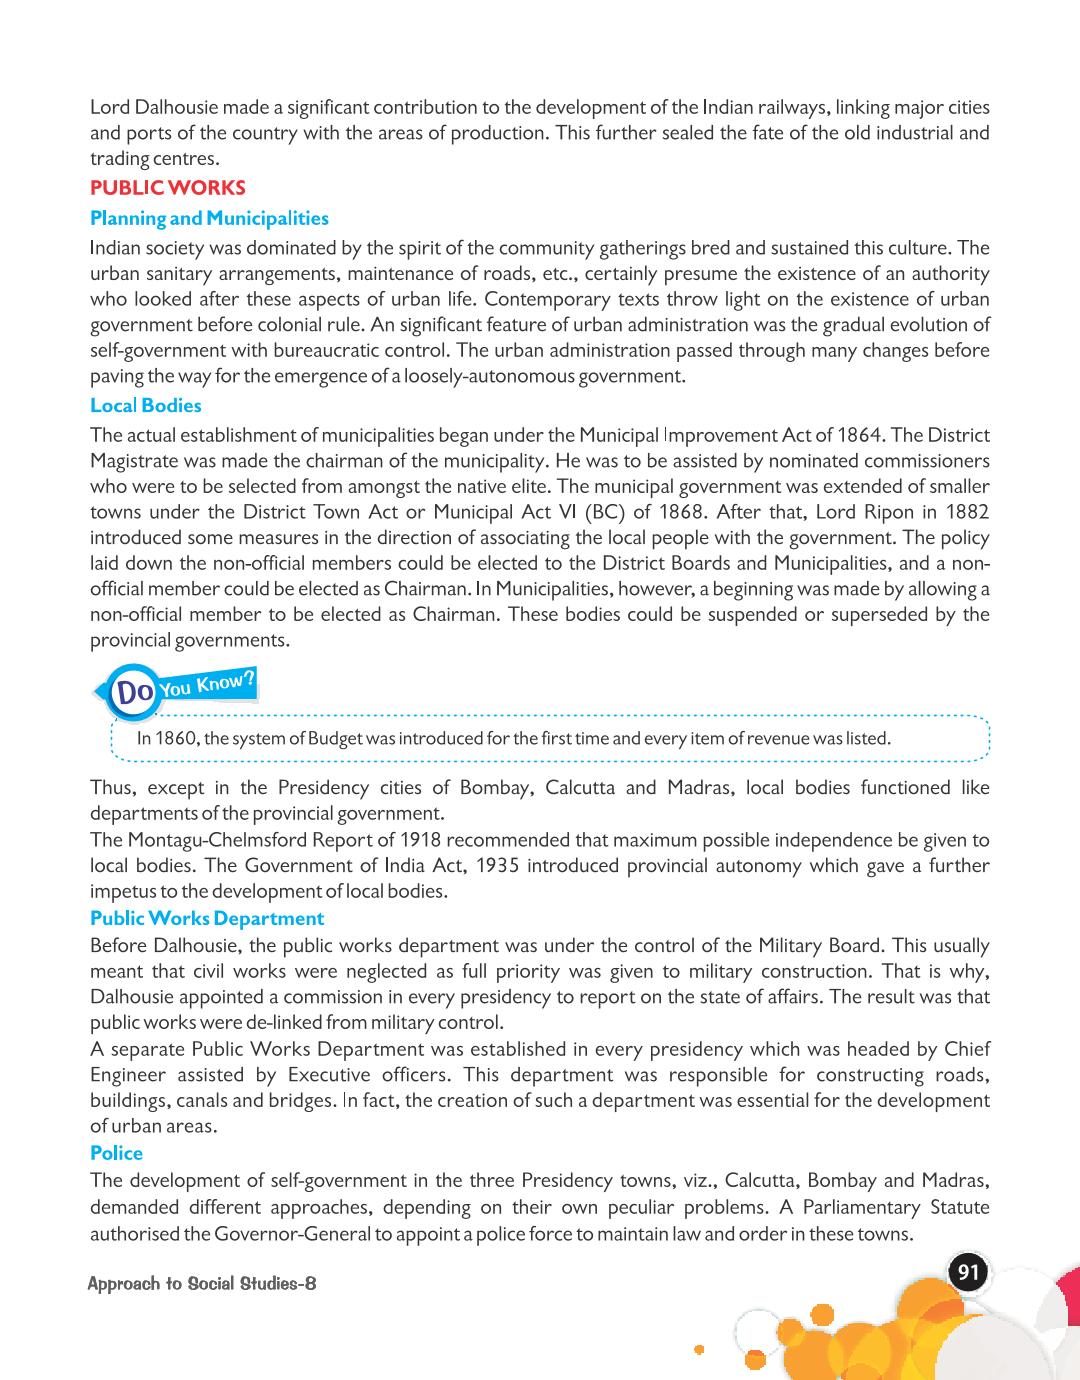 Lord Dalhousie made a significant contribution to the development of the Indian railways, linking major cities
and ports of the country with the areas of production. This further sealed the fate of the old industrial and
trading centres.
PUBLIC WORKS
Planning and Municipalities
Indian society was dominated by the spirit of the community gatherings bred and sustained this culture. The
urban sanitary arrangements, maintenance of roads, etc., certainly presume the existence of an authority
who looked after these aspects of urban life. Contemporary texts throw light on the existence of urban
government before colonial rule. An significant feature of urban administration was the gradual evolution of
self-government with bureaucratic control. The urban administration passed through many changes before
paving the way for the emergence of a loosely-autonomous government.
Local Bodies
The actual establishment of municipalities began under the Municipal Improvement Act of 1864. The District
Magistrate was made the chairman of the municipality. He was to be assisted by nominated commissioners
who were to be selected from amongst the native elite. The municipal government was extended of smaller
towns under the District Town Act or Municipal Act VI (BC) of 1868. After that, Lord Ripon in 1882
introduced some measures in the direction of associating the local people with the government. The policy
laid down the non-official members could be elected to the District Boards and Municipalities, and a non-
official member could be elected as Chairman. In Municipalities, however, a beginning was made by allowing a
non-official member to be elected as Chairman. These bodies could be suspended or superseded by the
provincial governments.
Do You Know?
In 1860, the system of Budget was introduced for the first time and every item of revenue was listed.
Thus, except in the Presidency cities of Bombay, Calcutta and Madras, local bodies functioned like
departments of the provincial government.
The Montagu-Chelmsford Report of 1918 recommended that maximum possible independence be given to
local bodies. The Government of India Act, 1935 introduced provincial autonomy which gave a further
impetus to the development of local bodies.
Public Works Department
Before Dalhousie, the public works department was under the control of the Military Board. This usually
meant that civil works were neglected as full priority was given to military construction. That is why,
Dalhousie appointed a commission in every presidency to report on the state of affairs. The result was that
public works were de-linked from military control.
A separate Public Works Department was established in every presidency which was headed by Chief
Engineer assisted by Executive officers. This department was responsible for constructing roads,
buildings, canals and bridges. In fact, the creation of such a department was essential for the development
of urban areas.
Police
The development of self-government in the three Presidency towns, viz., Calcutta, Bombay and Madras,
demanded different approaches, depending on their own peculiar problems. A Parliamentary Statute
authorised the Governor-General to appoint a police force to maintain law and order in these towns.
Approach to Social Studies-8
91